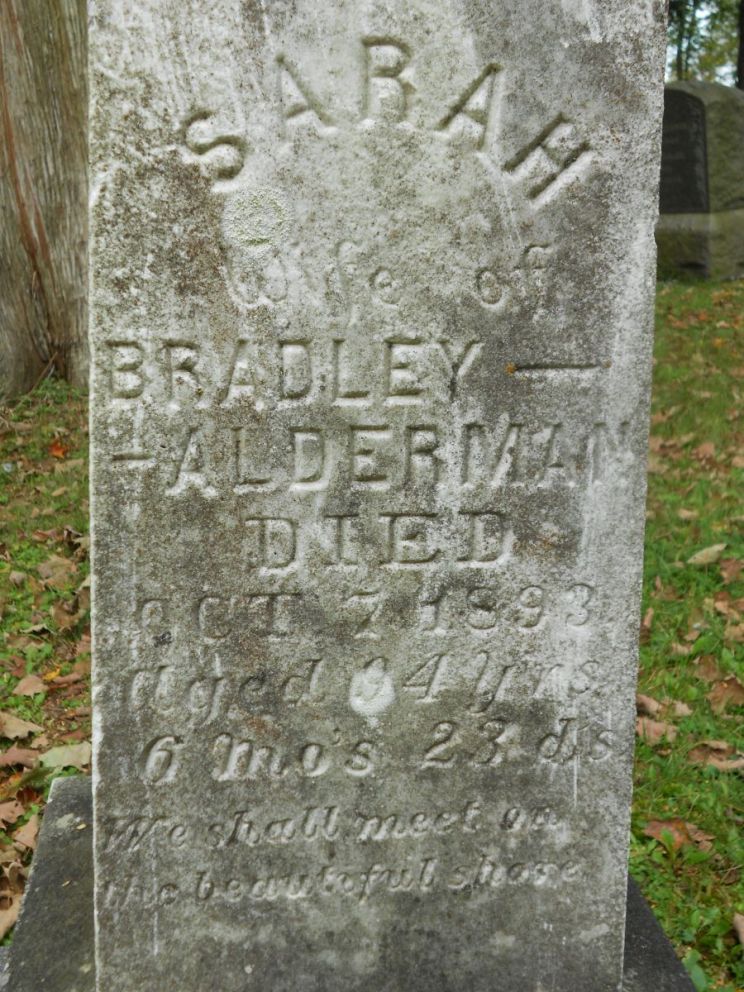 SARAH
Wife of
BRADLEY —
— ALDERMAN
DIED
OCT 7 1893
aged 4 yrs
6 Mo's 23 ds
We shall meet on
the beautiful shore